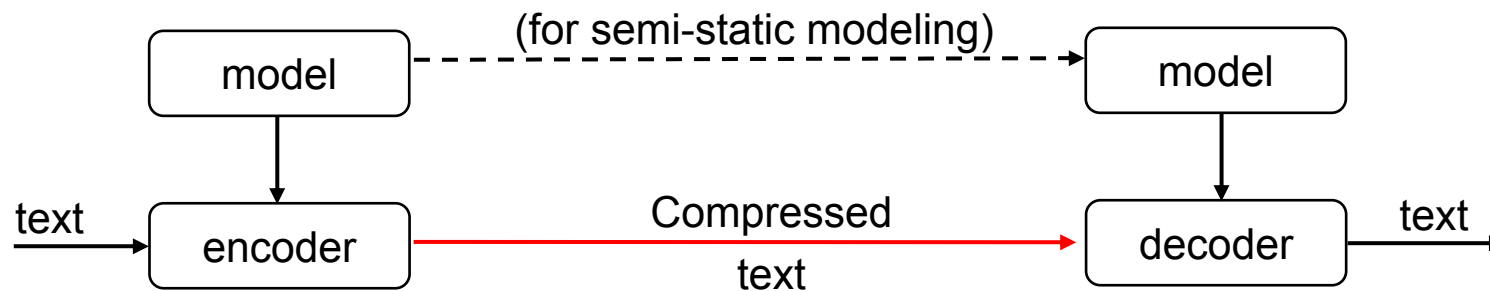 (for semi-static modeling)
model
model
text
encoder
Compressed
text
decoder
text